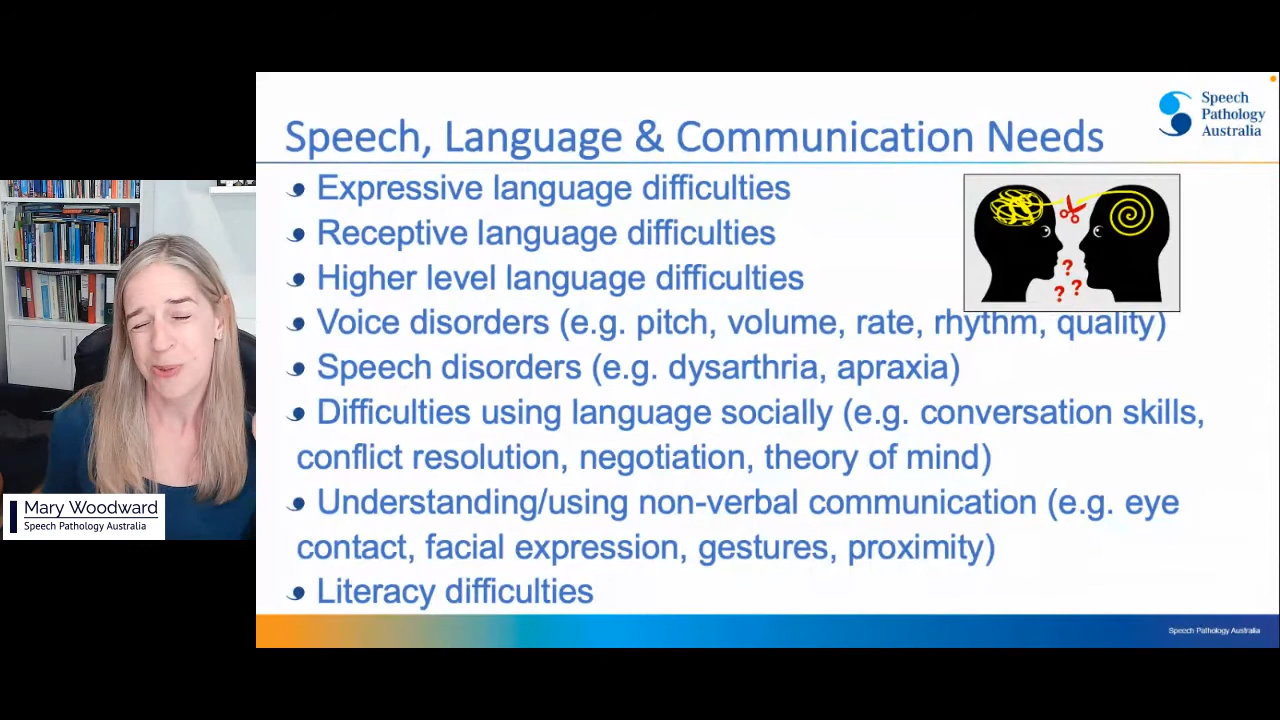 Speech
Pathology
Australia
Speech, Language & Communication Needs
Expressive language difficulties
Receptive language difficulties
Higher level language difficulties
? ? ?
Voice disorders (e.g. pitch, volume, rate, rhythm, quality)
Speech disorders (e.g. dysarthria, apraxia)
Difficulties using language socially (e.g. conversation skills,
conflict resolution, negotiation, theory of mind)
Understanding/using non-verbal communication (e.g. eye
contact, facial expression, gestures, proximity)
Literacy difficulties
Mary Woodward
Speech Pathology Australia
Speech Pathology Australia